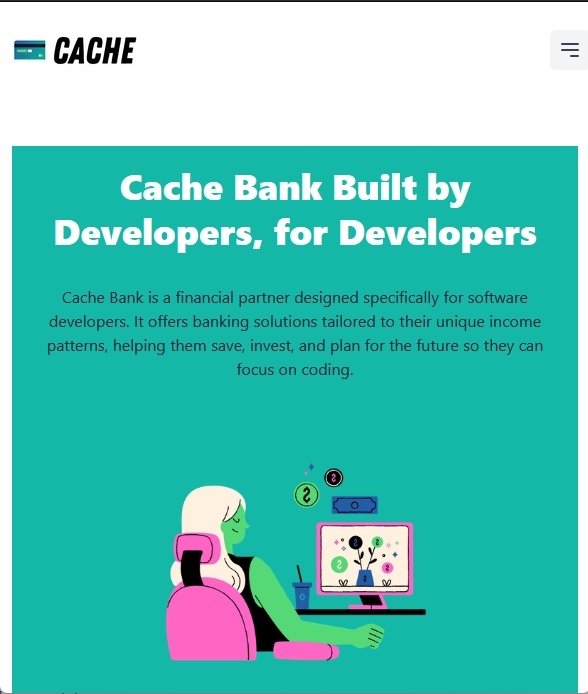 CACHE
Cache Bank Built by
Developers, for Developers
Cache Bank is a financial partner designed specifically for software
developers. It offers banking solutions tailored to their unique income
patterns, helping them save, invest, and plan for the future so they can
focus on coding.